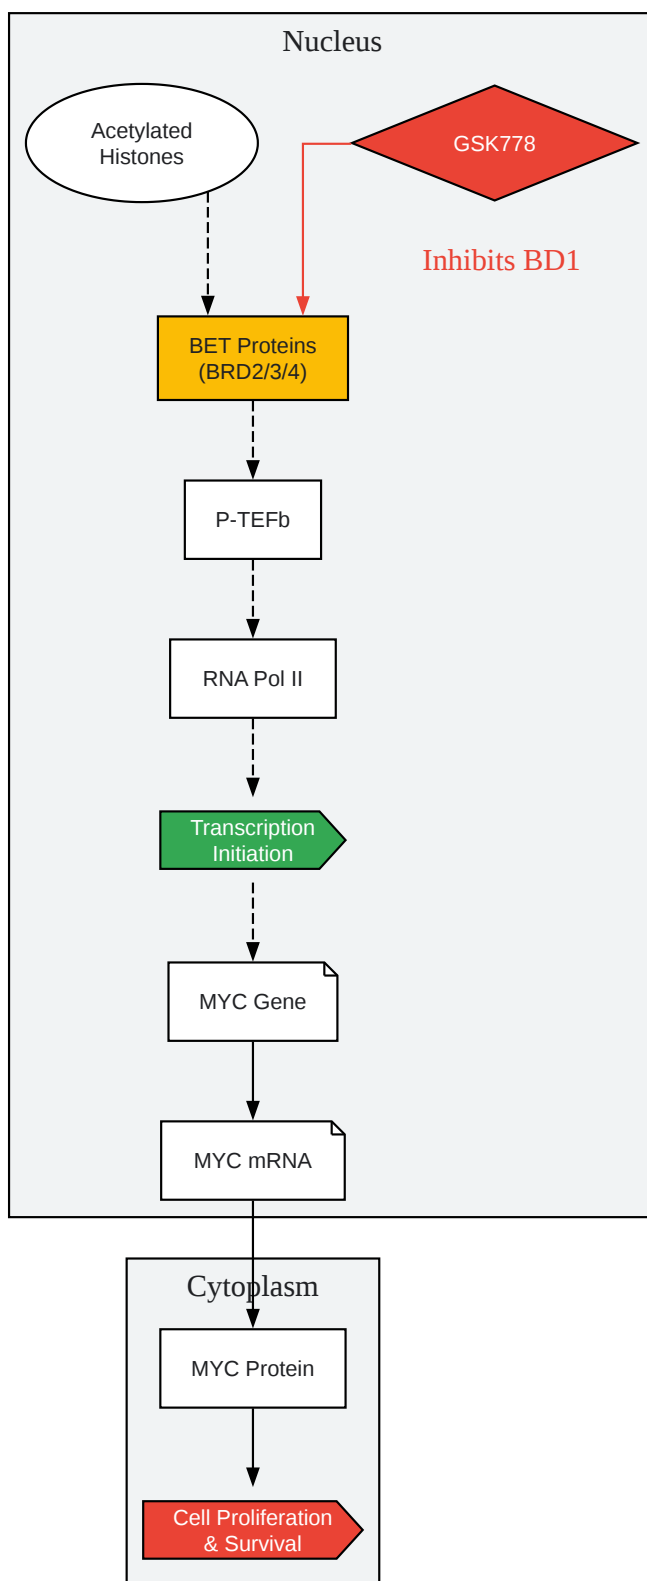 Nucleus
Acetylated
Histones
GSK778
Inhibits BD1
BET Proteins
(BRD2/3/4)
P-TEFb
RNA Pol II
Transcription
Initiation
MYC Gene
MYC mRNA
Cytoplasm
MYC Protein
Cell Proliferation
& Survival